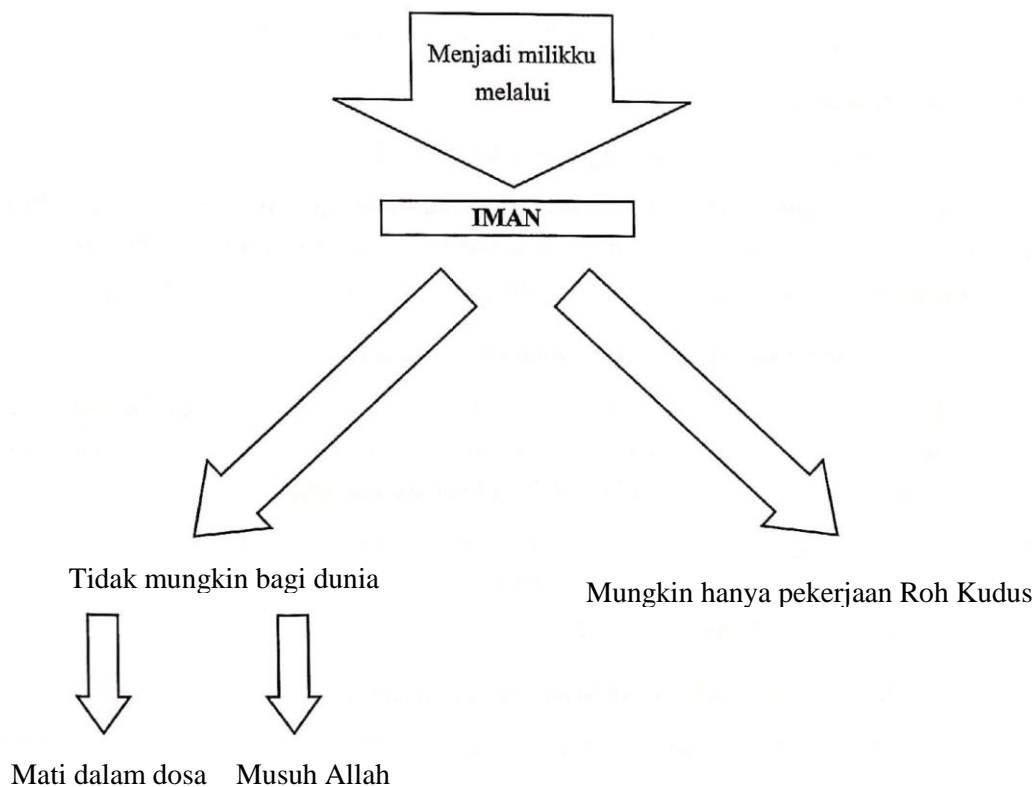 Menjadi milikku
melalui
IMAN
Tidak mungkin bagi dunia
Mungkin hanya pekerjaan Roh Kudus
Mati dalam dosa
Musuh Allah